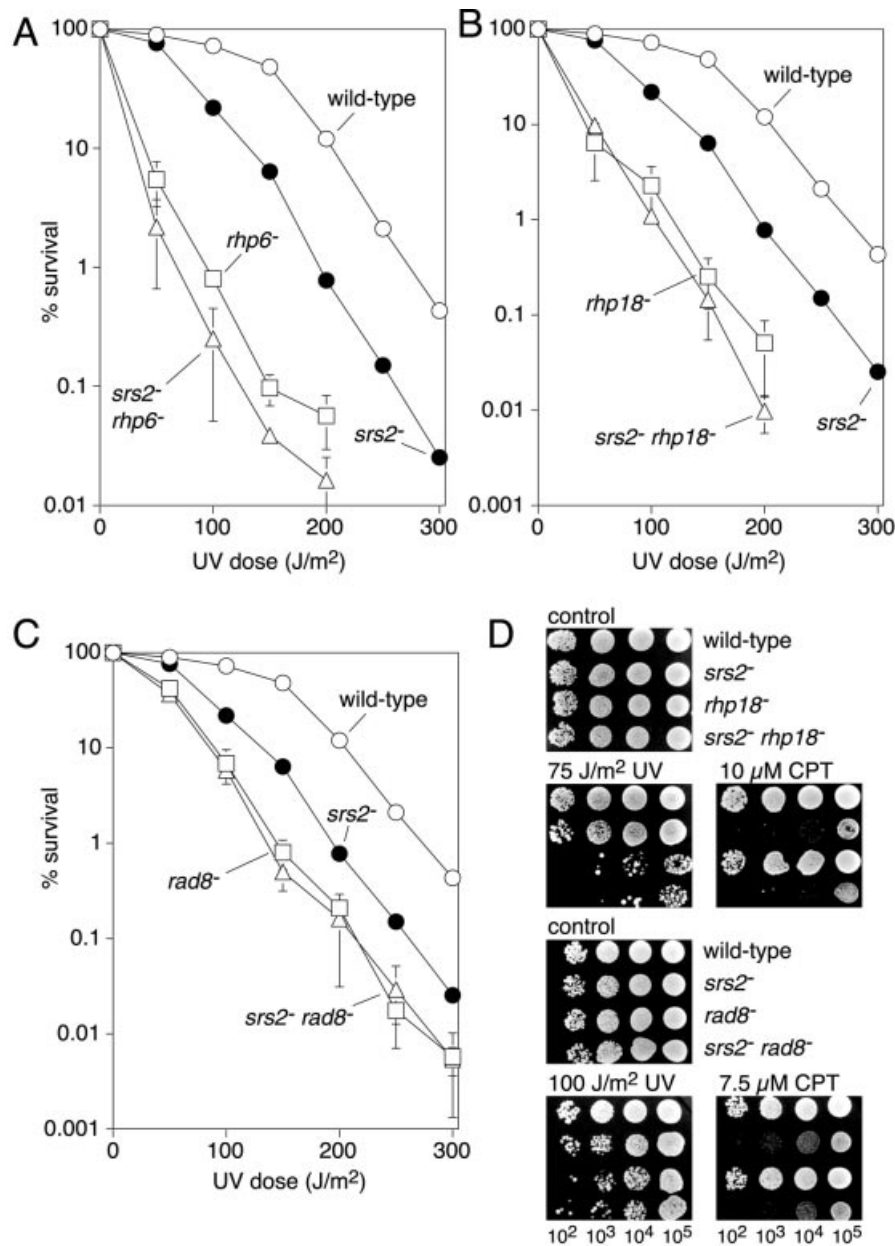 A
100
10
1
0.1
0.01
% survival
wild-type
rhp6-
srs2-
rhp6-
srs2-
0
100
200
300
UV dose (J/m2)
B
100
10
1
0.1
0.01
0.001
wild-type
rhp18-
srs2- rhp18-
srs2-
0
100
200
300
UV dose (J/m2)
C
100
10
1
0.1
0.01
0.001
% survival
wild-type
srs2-
rad8-
srs2- rad8-
0
100
200
300
UV dose (J/m2)
D
control
wild-type
srs2-
rhp18-
srs2- rhp18-
75 J/m2 UV
10 µM CPT
control
wild-type
srs2-
rad8-
srs2- rad8-
100 J/m2 UV
7.5 µM CPT
10² 10³ 10⁴ 10⁵
10² 10³ 10⁴ 10⁵